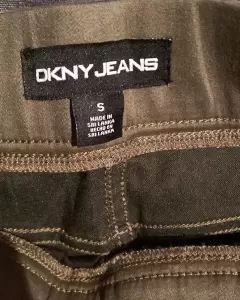 DKNY JEANS
S
MADE IN
SRI LANKA
HECHO EN
SRI LANKA